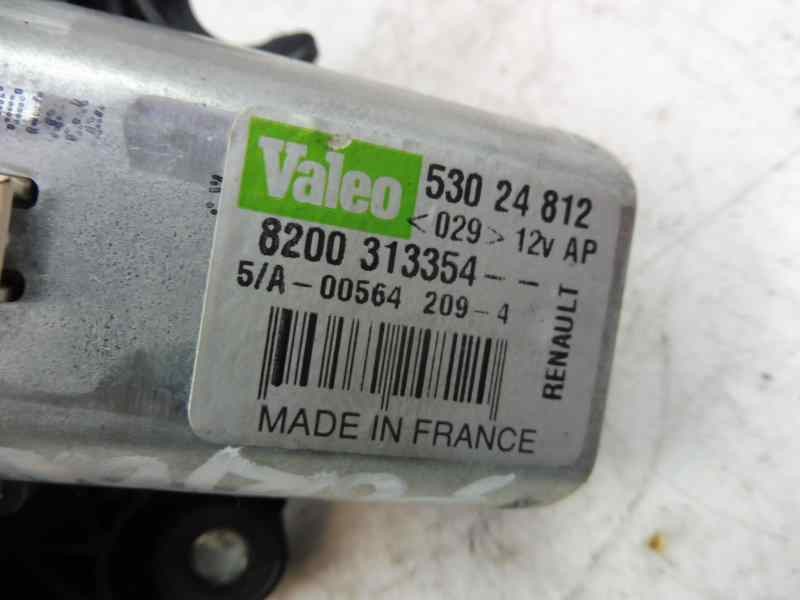 Valeo 530 24 812
<029> 12v AP
8200 313354--
5/A-00564 209-4
RENAULT
MADE IN FRANCE